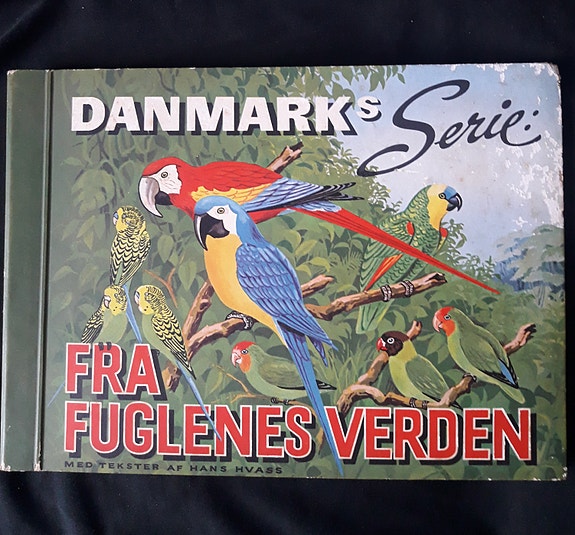 DANMARKs Serie:
FRA
FUGLENES VERDEN
MED TEKSTER AF HANS HVASS